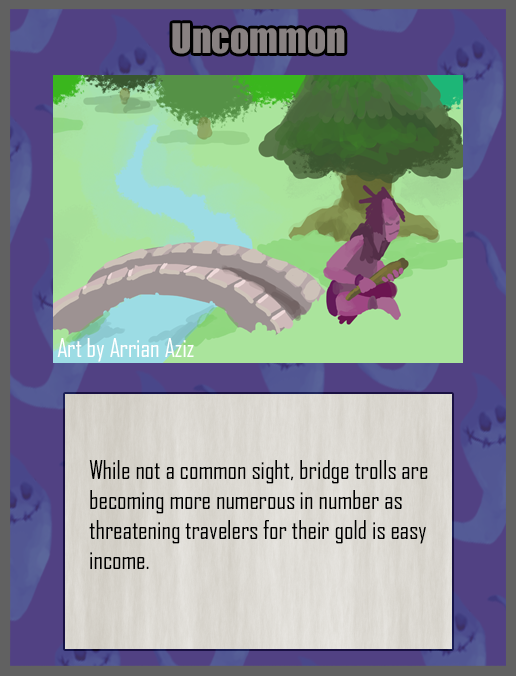 Uncommon
Art by Arrian Aziz
While not a common sight, bridge trolls are
becoming more numerous in number as
threatening travelers for their gold is easy
income.